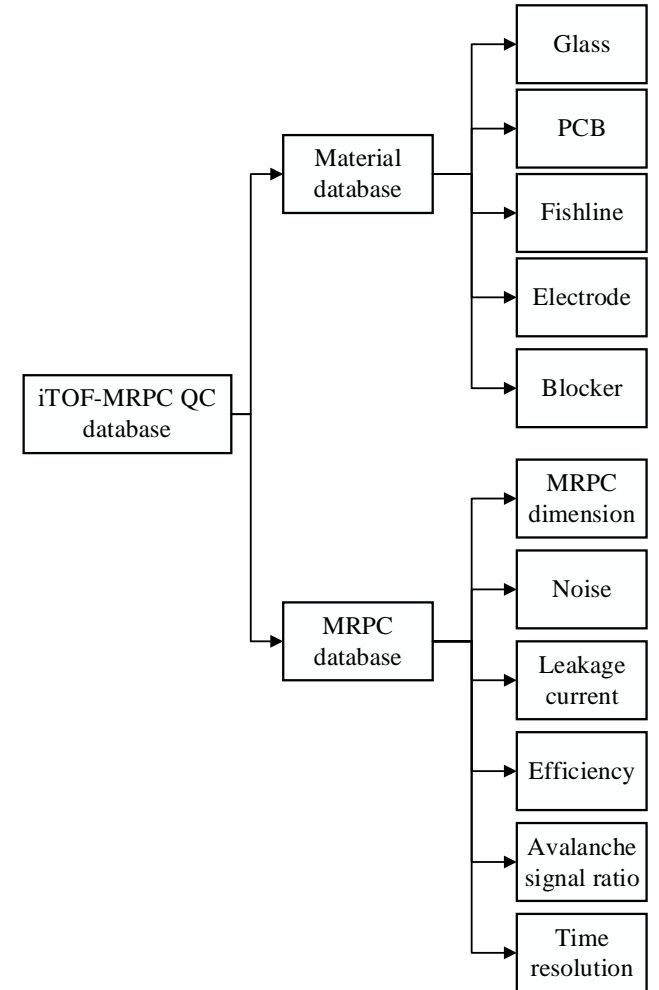 iTOF-MRPC QC
database
Material
database
Glass
PCB
Fishline
Electrode
Blocker
MRPC
database
MRPC
dimension
Noise
Leakage
current
Efficiency
Avalanche
signal ratio
Time
resolution